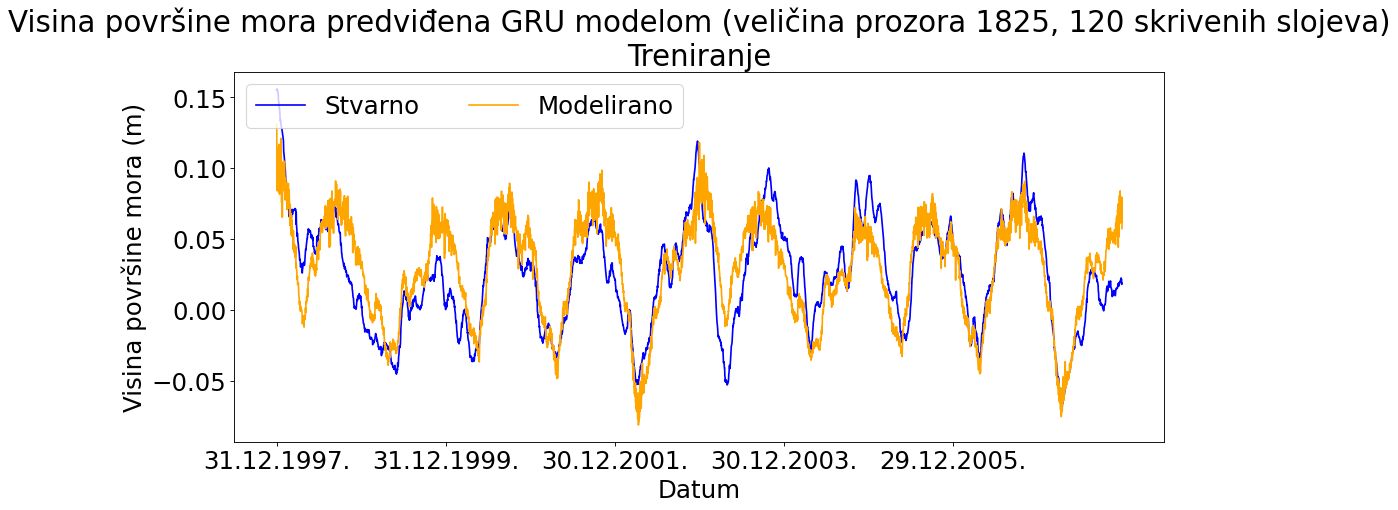 Visina površine mora predviđena GRU modelom (veličina prozora 1825, 120 skrivenih slojeva)
Treniranje
Stvarno Modelirano
Visina površine mora (m)
0.15
0.10
0.05
0.00
−0.05
31.12.1997. 31.12.1999. 30.12.2001. 30.12.2003. 29.12.2005.
Datum